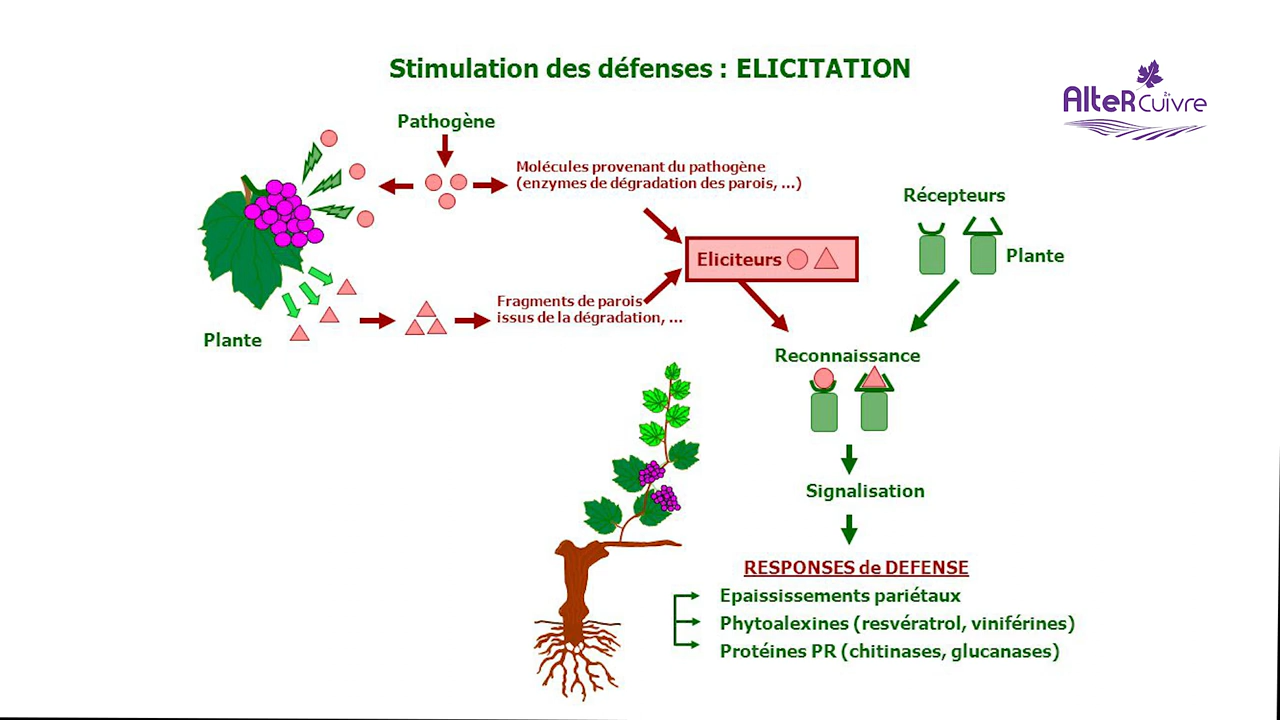 Stimulation des défenses : ELICITATION
AlteR Cuivre 2+
Pathogène
Molécules provenant du pathogène
(enzymes de dégradation des parois, ...)
Récepteurs
Eliciteurs
Plante
Fragments de parois
issus de la dégradation, ...
Plante
Reconnaissance
Signalisation
RESPONSES de DEFENSE
Epaississements pariétaux
Phytoalexines (resvératrol, viniférines)
Protéines PR (chitinases, glucanases)